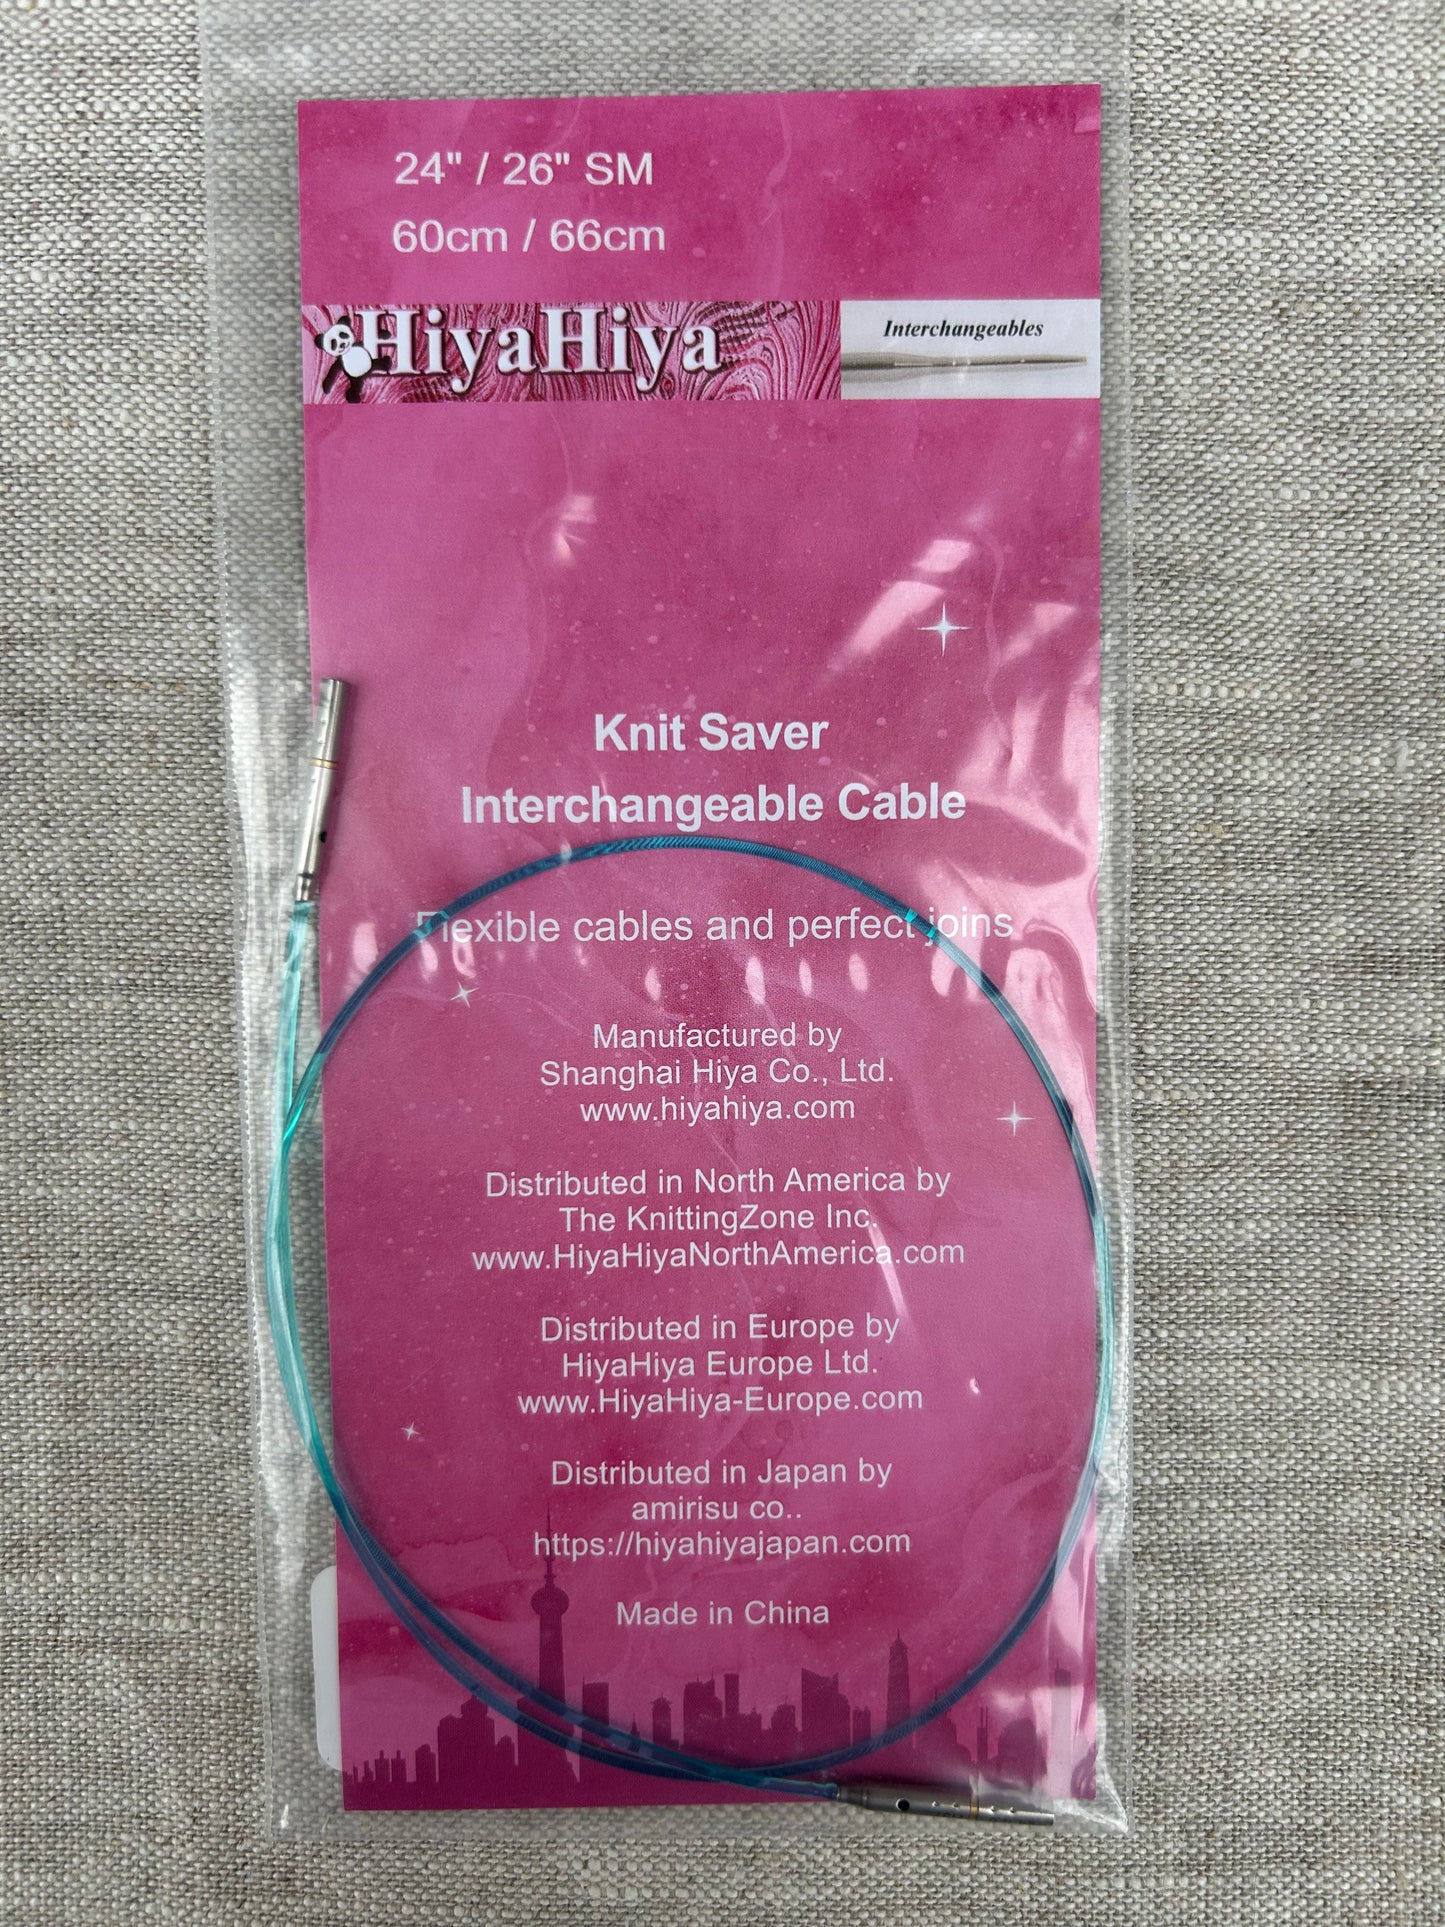 24" / 26" SM
60cm / 66cm
HiyaHiya
Interchangeables
Knit Saver
Interchangeable Cable
Flexible cables and perfect joins
Manufactured by
Shanghai Hiya Co., Ltd.
www.hiyahiya.com
Distributed in North America by
The KnittingZone Inc.
www.HiyaHiyaNorthAmerica.com
Distributed in Europe by
HiyaHiya Europe Ltd.
www.HiyaHiya-Europe.com
Distributed in Japan by
amirisu co..
https://hiyahiyajapan.com
Made in China